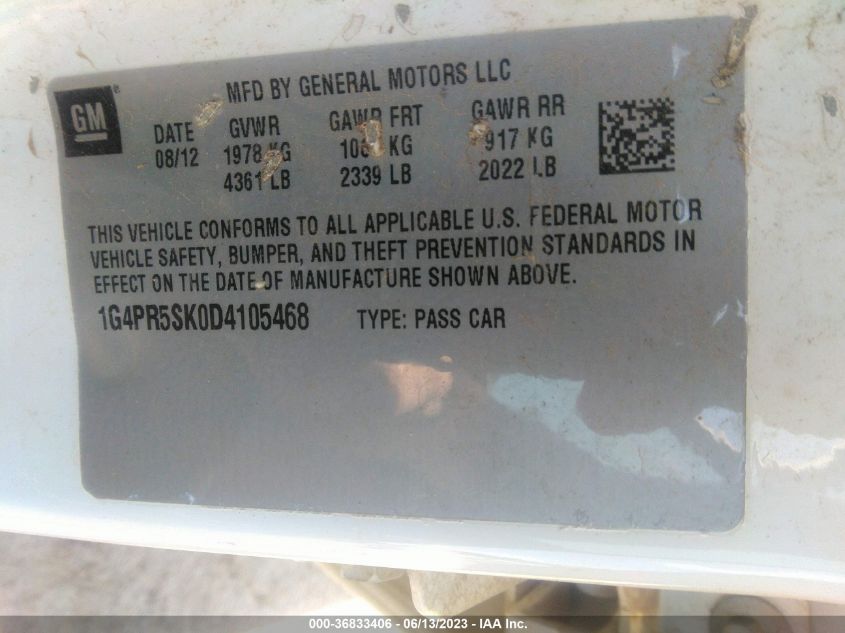 MFD BY GENERAL MOTORS LLC
GM
DATE GVWR GAWR FRT GAWR RR
08/12 1978 KG KG 917 KG
4361 LB 2339 LB 2022 LB
THIS VEHICLE CONFORMS TO ALL APPLICABLE U.S. FEDERAL MOTOR
VEHICLE SAFETY, BUMPER, AND THEFT PREVENTION STANDARDS IN
EFFECT ON THE DATE OF MANUFACTURE SHOWN ABOVE.
1G4PR5SK0D4105468 TYPE: PASS CAR
000-36833406 - 06/13/2023 - IAA Inc.